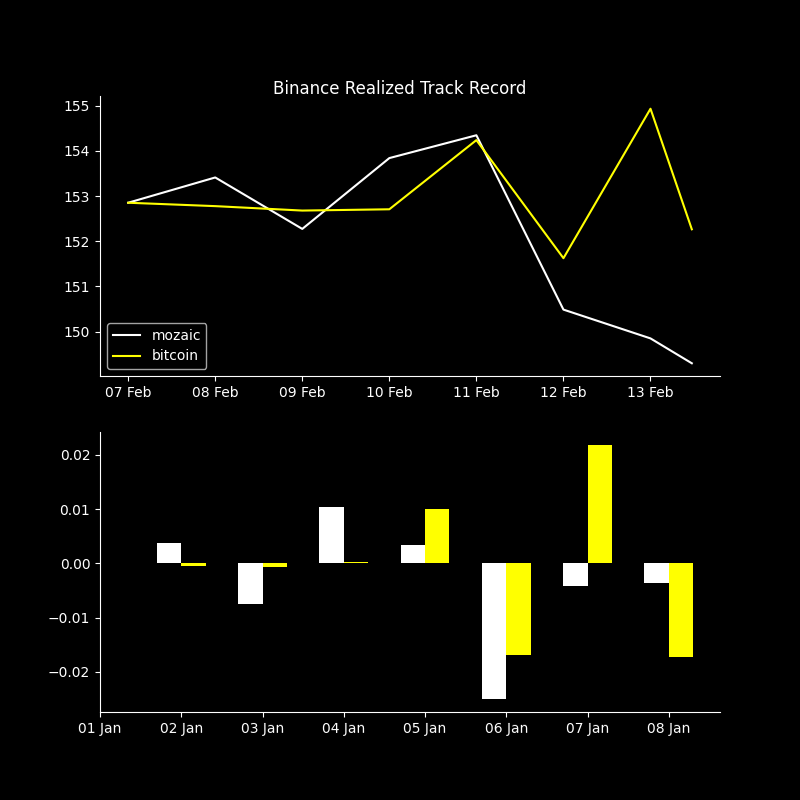 Binance Realized Track Record
155
154
153
152
151
150
mozaic
bitcoin
07 Feb 08 Feb 09 Feb 10 Feb 11 Feb 12 Feb 13 Feb
0.02
0.01
0.00
−0.01
−0.02
01 Jan 02 Jan 03 Jan 04 Jan 05 Jan 06 Jan 07 Jan 08 Jan